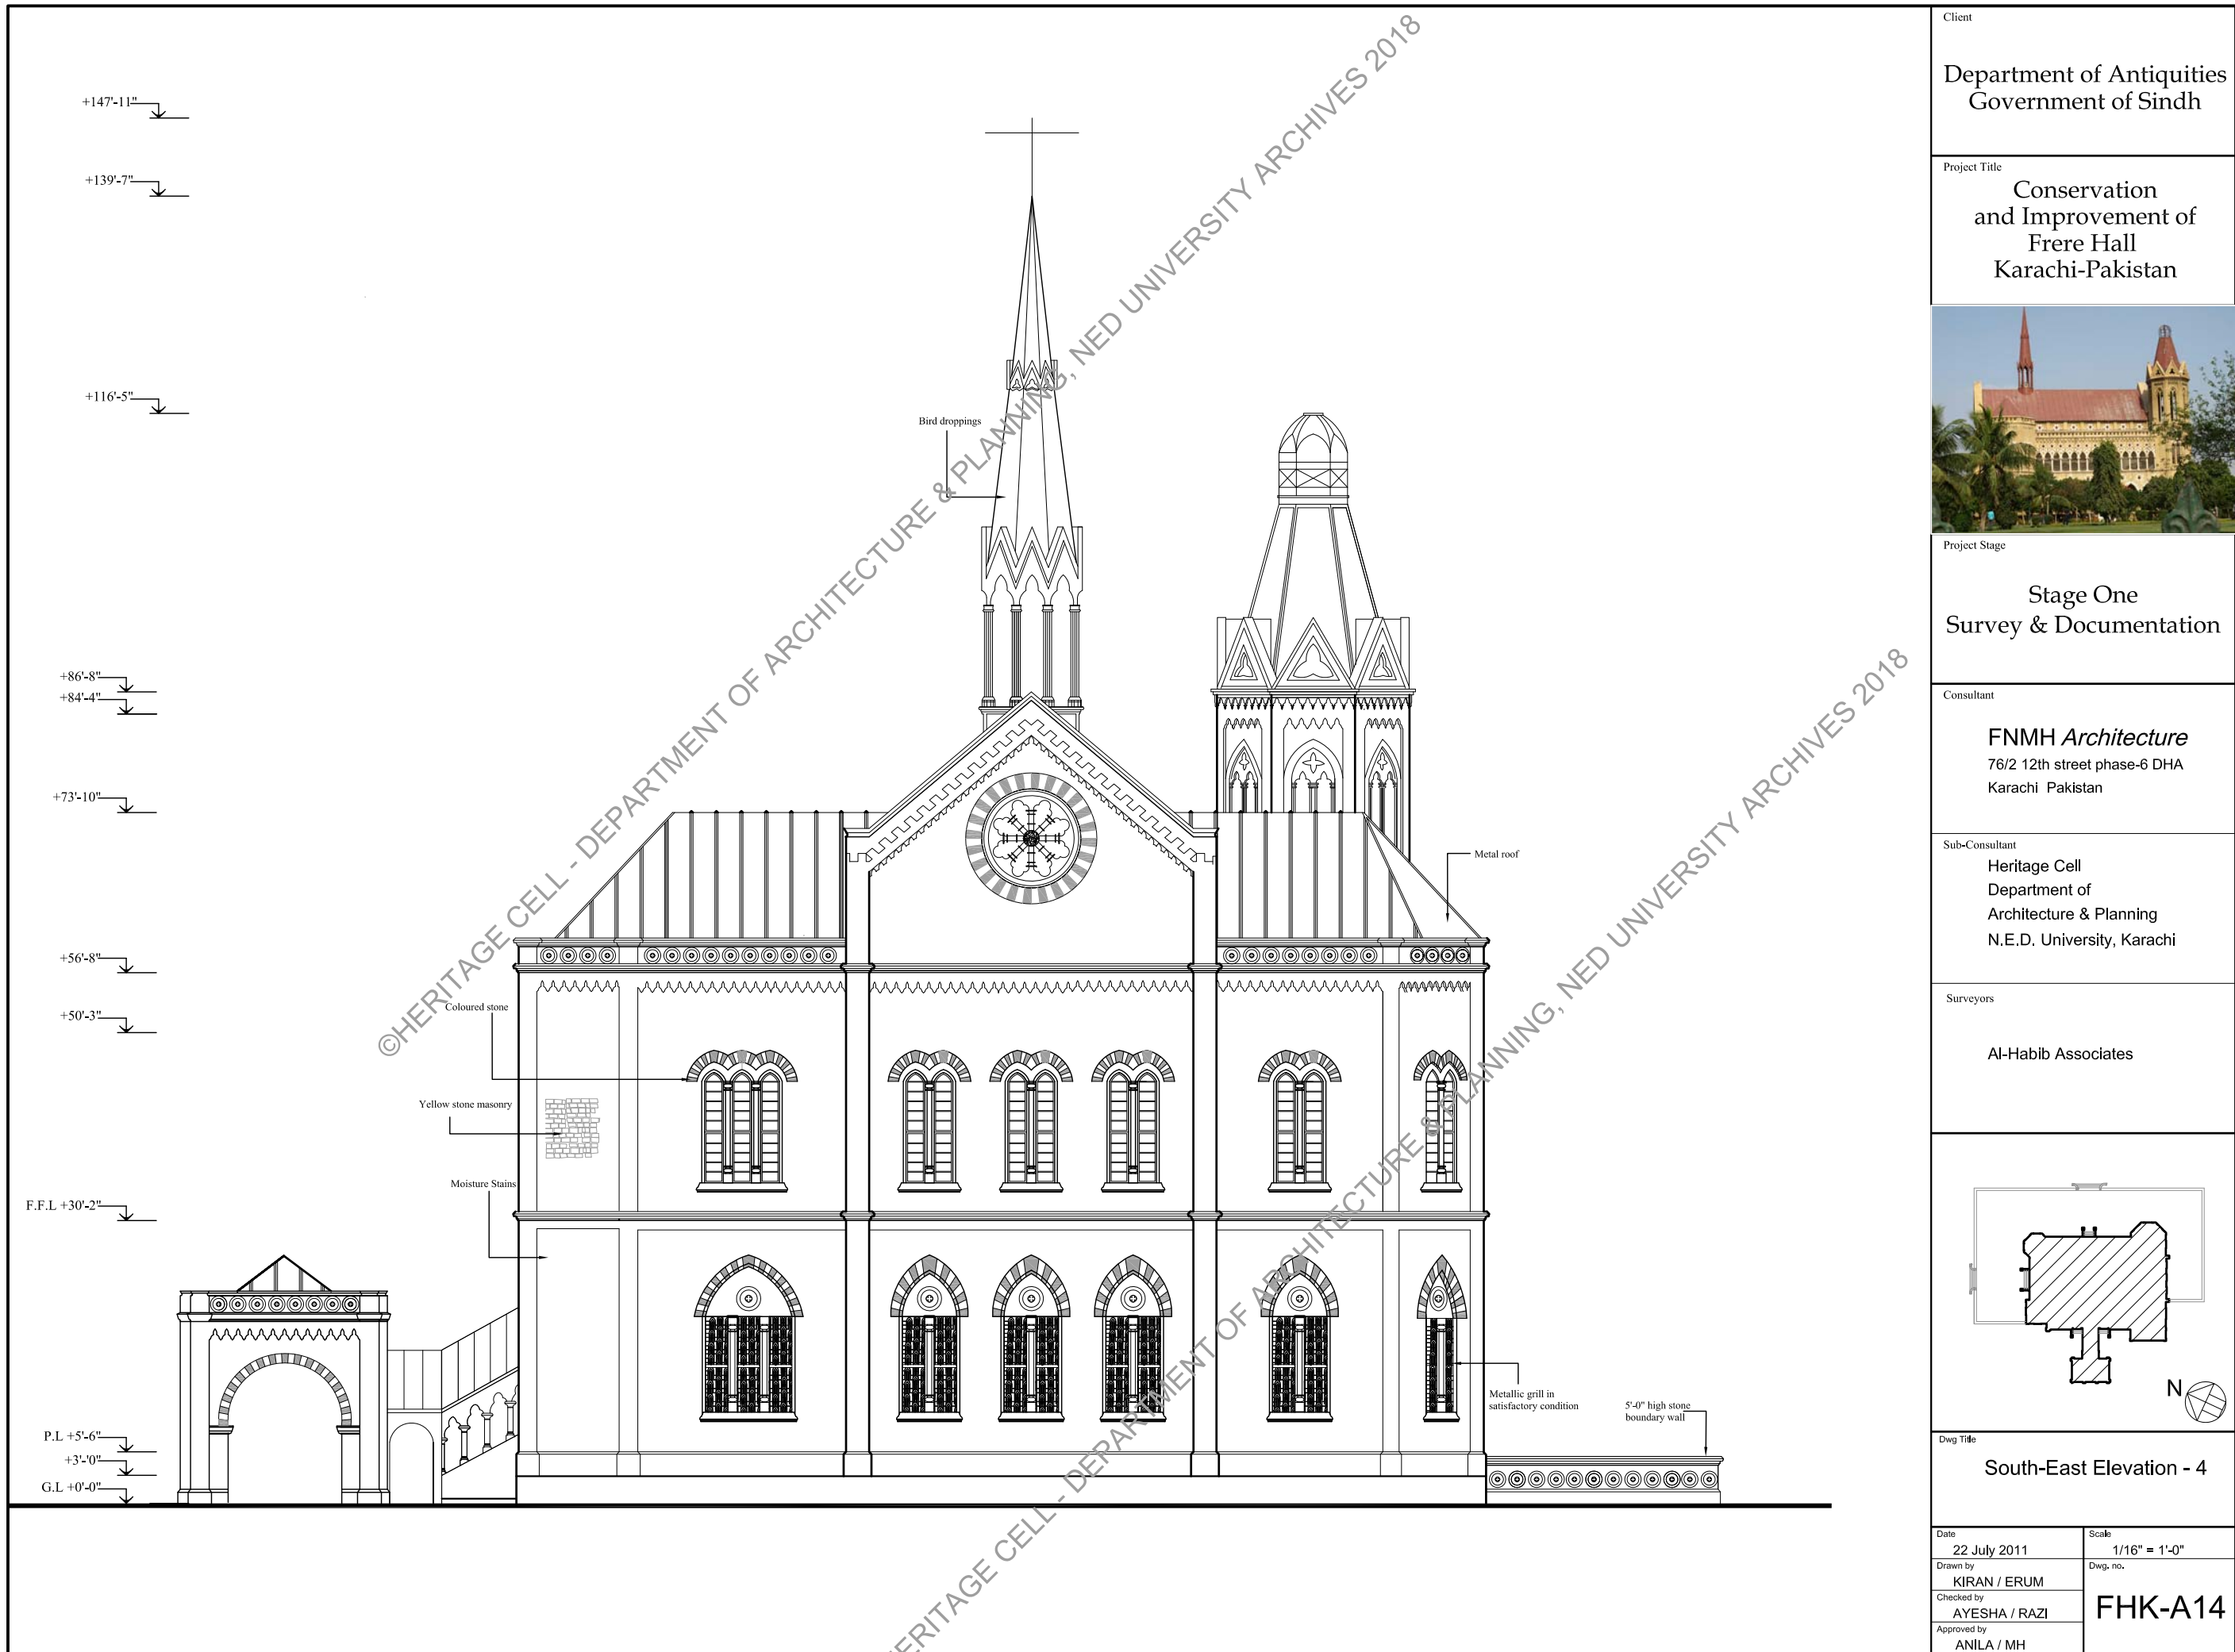 +147'-11"
+139'-7"
+116'-5"
+86'-8"
+84'-4"
+73'-10"
+56'-8"
+50'-3"
F.F.L +30'-2"
P.L +5'-6"
+3'-'0"
G.L +0'-0"
Bird droppings
Metal roof
Coloured stone
Yellow stone masonry
Moisture Stains
Metallic grill in
satisfactory condition
5'-0" high stone
boundary wall
©HERITAGE CELL - DEPARTMENT OF ARCHITECTURE & PLANNING, NED UNIVERSITY ARCHIVES 2018
HERITAGE CELL - DEPARTMENT OF ARCHITECTURE & PLANNING, NED UNIVERSITY ARCHIVES 2018
Client
Department of Antiquities
Government of Sindh
Project Title
Conservation
and Improvement of
Frere Hall
Karachi-Pakistan
Project Stage
Stage One
Survey & Documentation
Consultant
FNMH Architecture
76/2 12th street phase-6 DHA
Karachi Pakistan
Sub-Consultant
Heritage Cell
Department of
Architecture & Planning
N.E.D. University, Karachi
Surveyors
Al-Habib Associates
N
Dwg Title
South-East Elevation - 4
Date
22 July 2011
Scale
1/16" = 1'-0"
Drawn by
KIRAN / ERUM
Dwg. no.
FHK-A14
Checked by
AYESHA / RAZI
Approved by
ANILA / MH